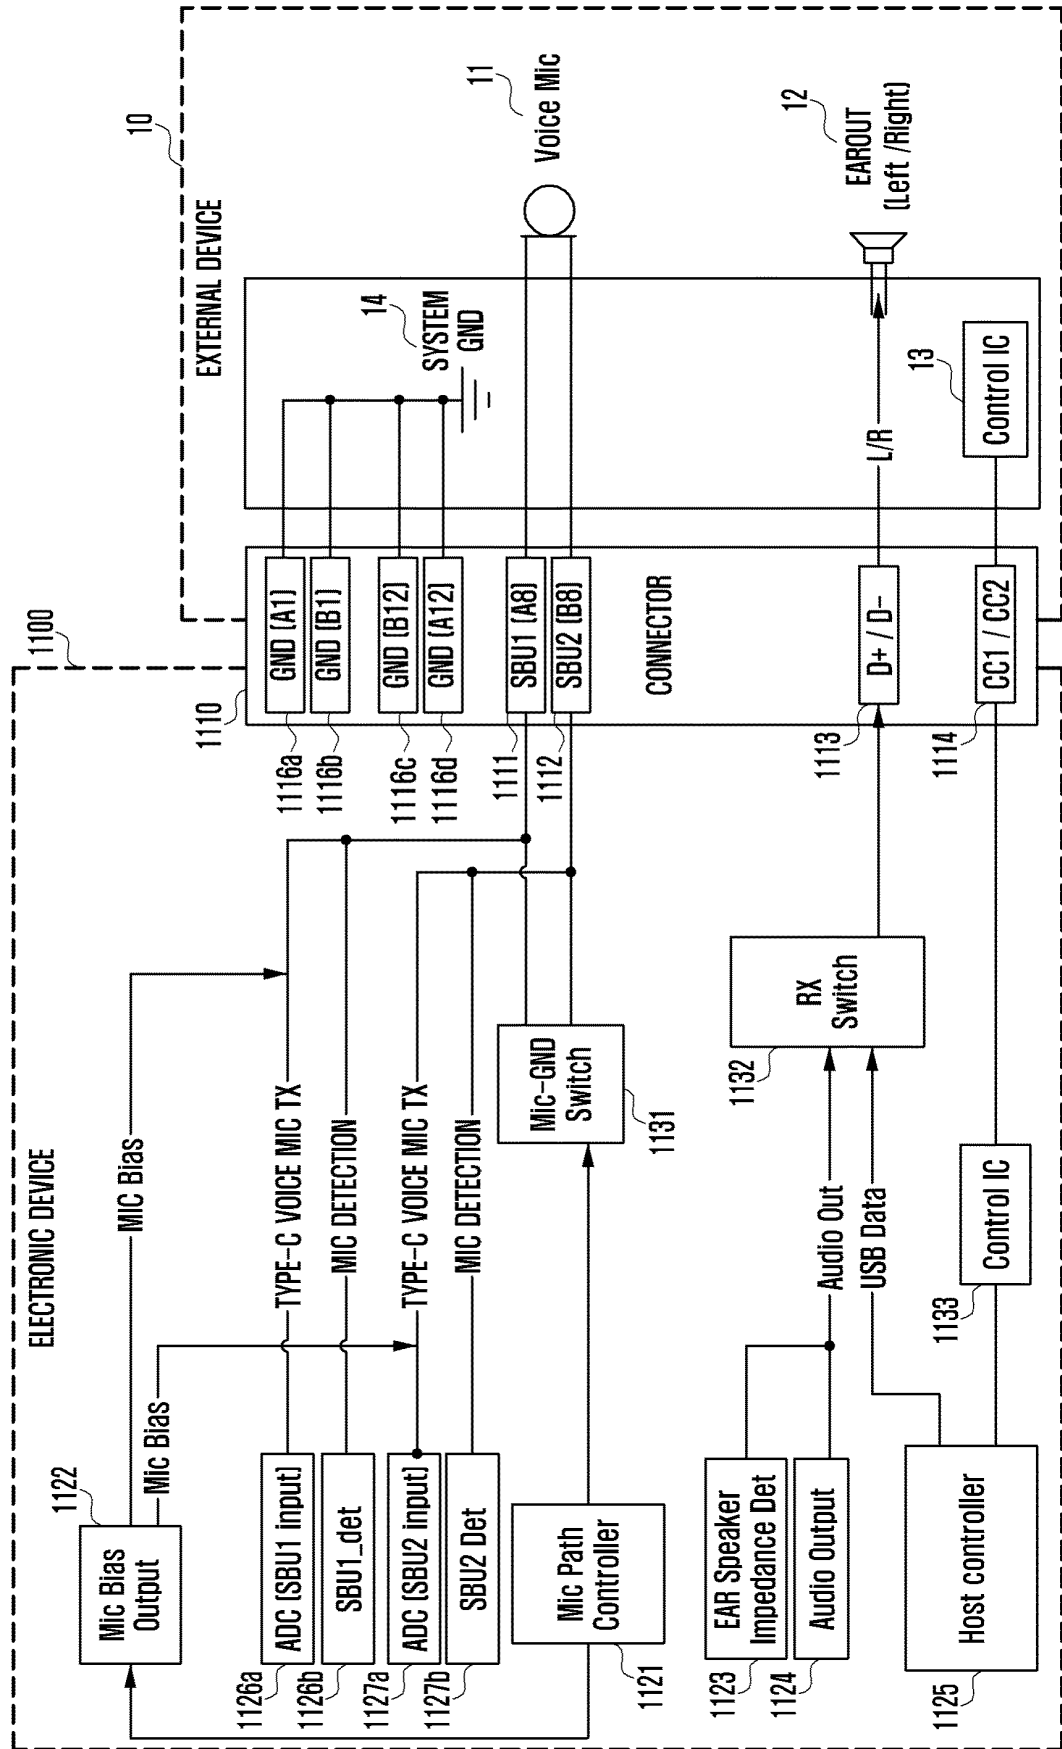 ELECTRONIC DEVICE
1100
EXTERNAL DEVICE
10
1122
Mic Bias
Output
MIC Bias
Mic Bias
1126a
ADC (SBU1 input)
TYPE-C VOICE MIC TX
1126b
SBU1_det
MIC DETECTION
1127a
ADC (SBU2 input)
TYPE-C VOICE MIC TX
1127b
SBU2 Det
MIC DETECTION
1121
Mic Path
Controller
Mic-GND
Switch
1131
1110
GND (A1)
1116a
GND (B1)
1116b
GND (B12)
1116c
GND (A12)
1116d
SBU1 (A8)
1111
SBU2 (B8)
1112
CONNECTOR
14
SYSTEM
GND
11
Voice Mic
1123
EAR Speaker
Impedance Det
1124
Audio Output
Audio Out
USB Data
1132
RX
Switch
1113
D+ / D-
L/R
12
EAROUT
(Left /Right)
1125
Host controller
1133
Control IC
1114
CC1 / CC2
13
Control IC